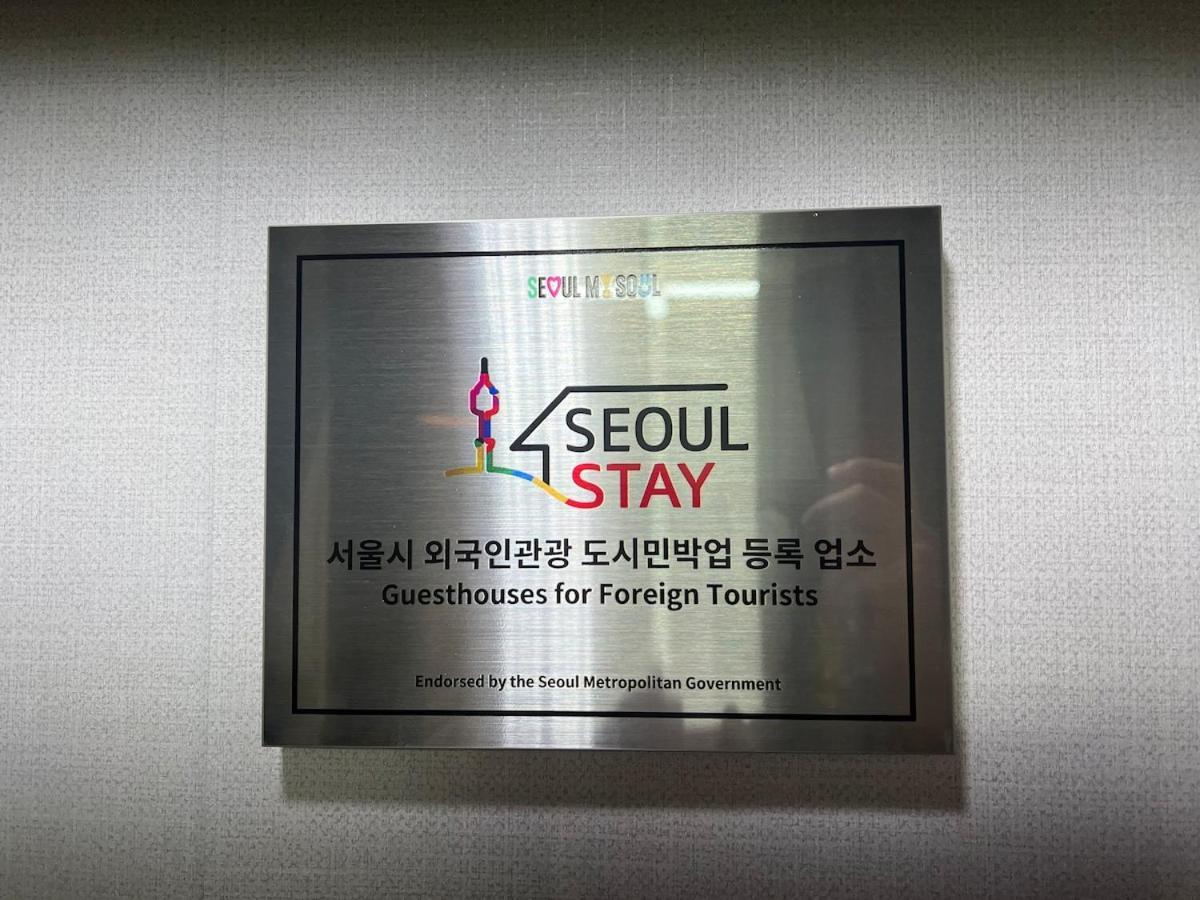 SEOUL MY SOUL
SEOUL
STAY
서울시 외국인관광 도시민박업 등록 업소
Guesthouses for Foreign Tourists
Endorsed by the Seoul Metropolitan Government